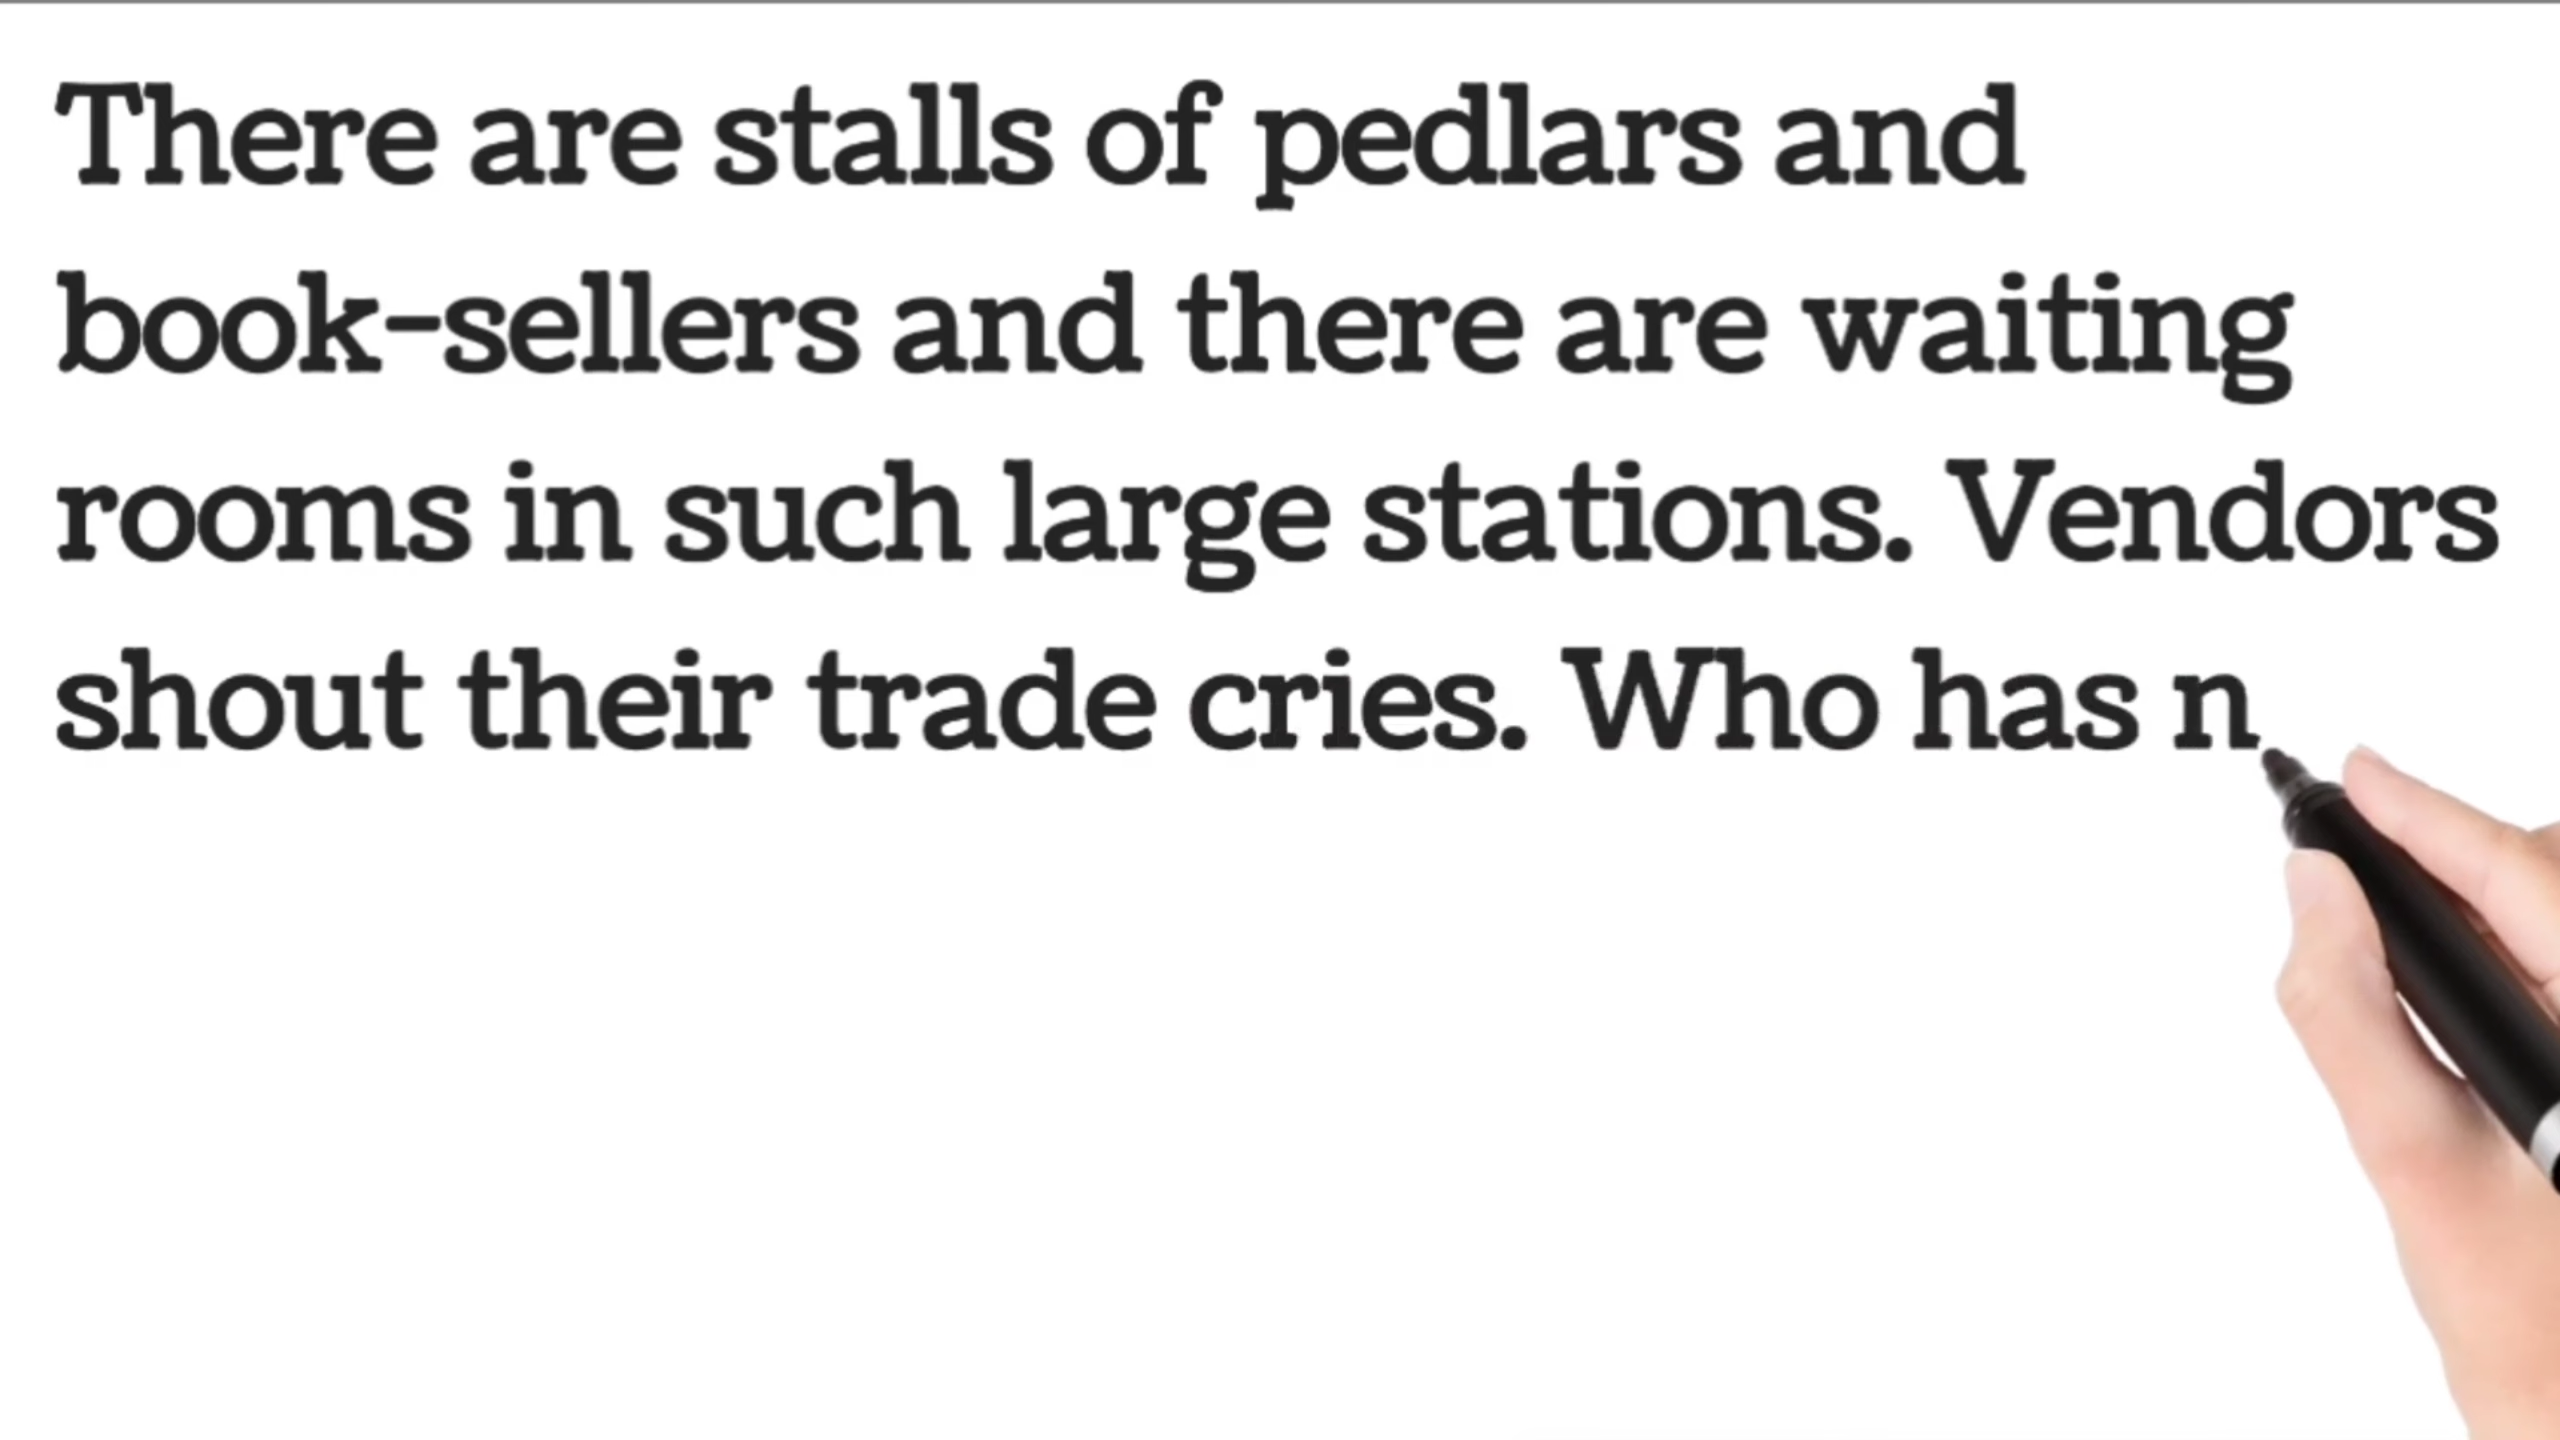 There are stalls of pedlars and
book-sellers and there are waiting
rooms in such large stations. Vendors
shout their trade cries. Who has n